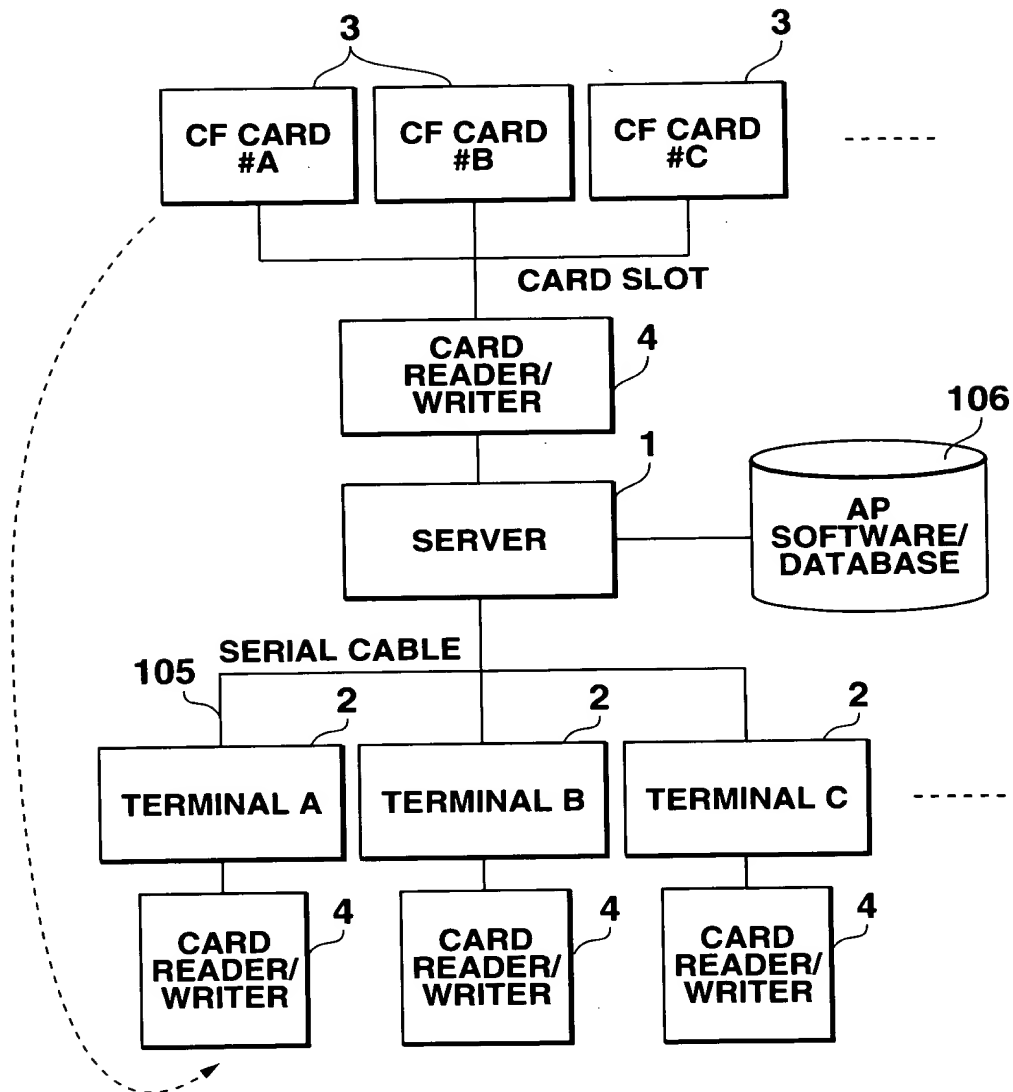 3
3
CF CARD
#A
CF CARD
#B
CF CARD
#C
CARD SLOT
CARD
READER/
WRITER
4
106
1
SERVER
AP
SOFTWARE/
DATABASE
SERIAL CABLE
105
2
2
2
TERMINAL A
TERMINAL B
TERMINAL C
4
4
4
CARD
READER/
WRITER
CARD
READER/
WRITER
CARD
READER/
WRITER